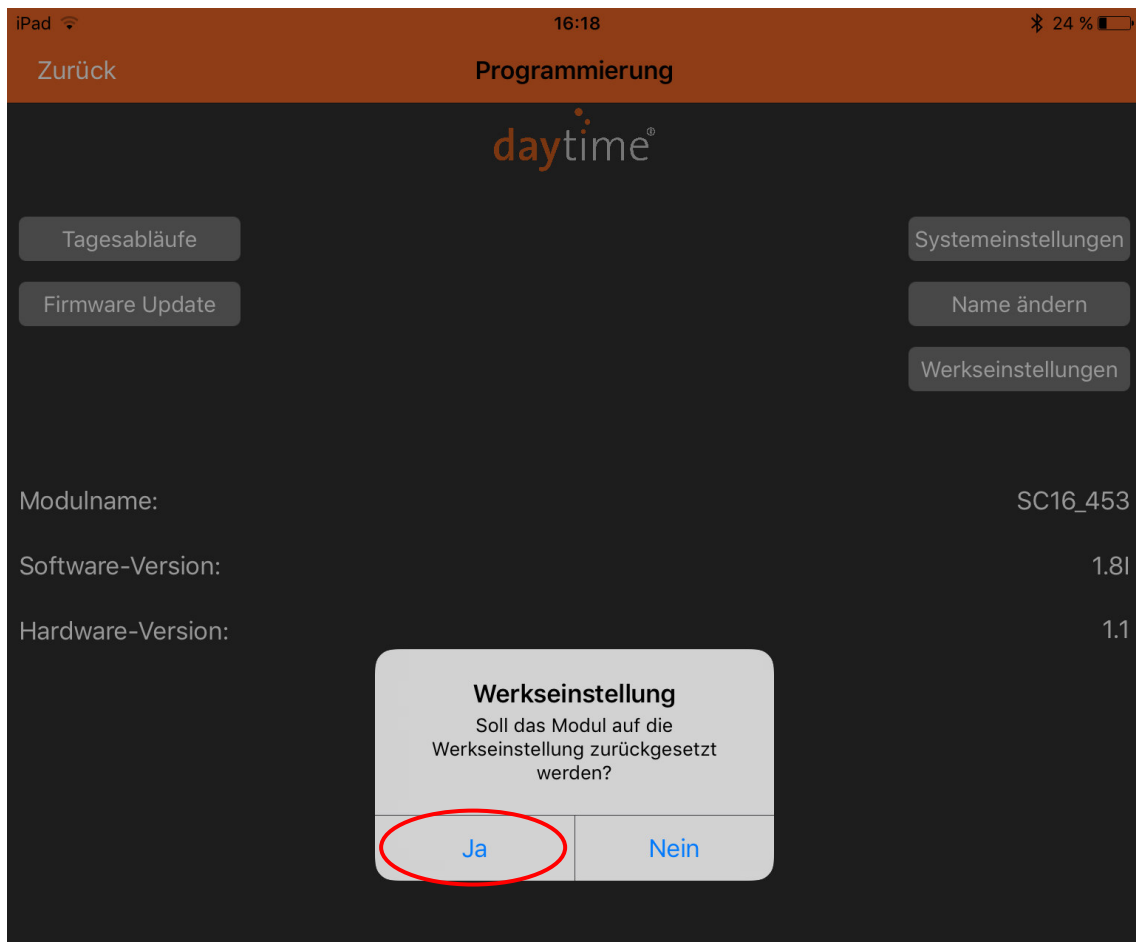 iPad 16:18 24 %
Zurück Programmierung
daytime®
Tagesabläufe Systemeinstellungen
Firmware Update Name ändern
Werkseinstellungen
Modulname: SC16_453
Software-Version: 1.8l
Hardware-Version: 1.1
Werkseinstellung
Soll das Modul auf die
Werkseinstellung zurückgesetzt
werden?
Ja Nein